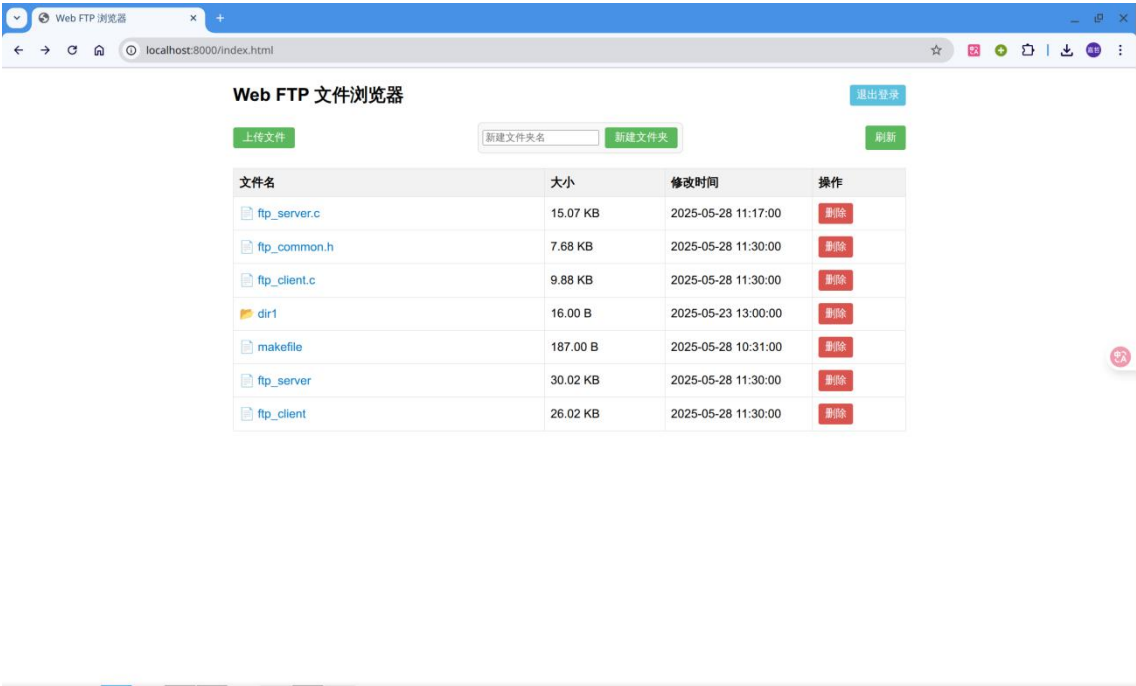 Web FTP 浏览器
localhost:8000/index.html
Web FTP 文件浏览器 退出登录
上传文件 新建文件夹名 新建文件夹 刷新
文件名 大小 修改时间 操作
ftp_server.c 15.07 KB 2025-05-28 11:17:00 删除
ftp_common.h 7.68 KB 2025-05-28 11:30:00 删除
ftp_client.c 9.88 KB 2025-05-28 11:30:00 删除
dir1 16.00 B 2025-05-23 13:00:00 删除
makefile 187.00 B 2025-05-28 10:31:00 删除
ftp_server 30.02 KB 2025-05-28 11:30:00 删除
ftp_client 26.02 KB 2025-05-28 11:30:00 删除